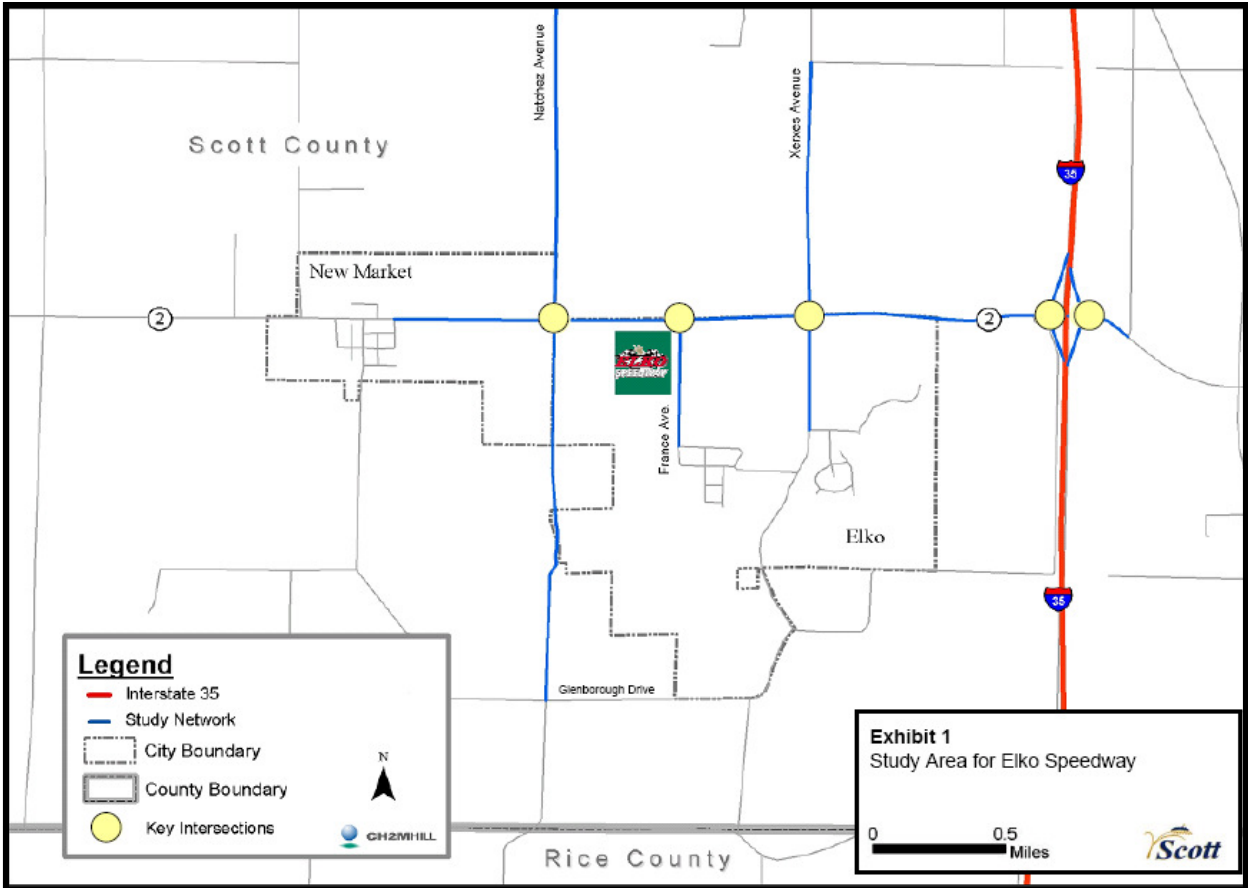 Natchez Avenue
Xerxes Avenue
Scott County
35
New Market
2
2
ELKO
SPEEDWAY
France Ave.
Elko
35
Glenborough Drive
Legend
Interstate 35
Study Network
City Boundary
County Boundary
Key Intersections
N
CH2MHILL
Exhibit 1
Study Area for Elko Speedway
0 0.5
Miles
Scott
Rice County